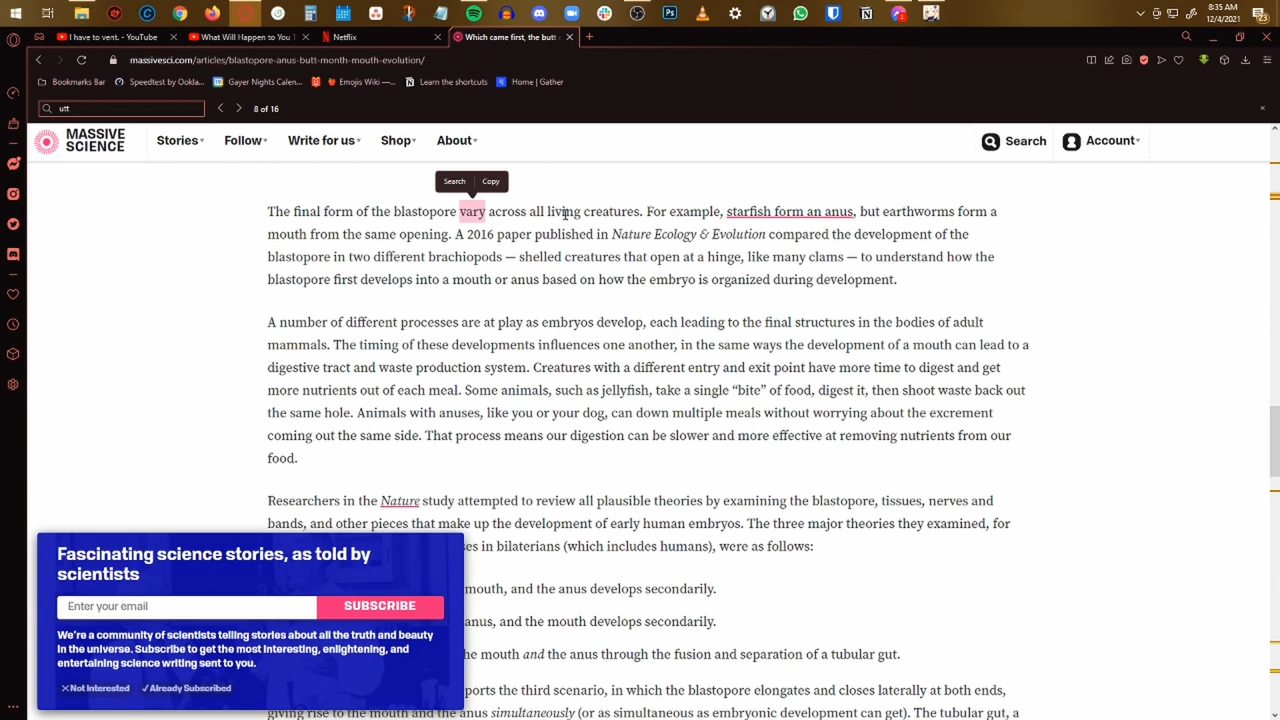 8:35 AM
12/4/2021
23
I have to vent. - YouTube
What Will Happen to You T
Netflix
Which came first, the butt
massivesci.com/articles/blastopore-anus-butt-month-mouth-evolution/
Bookmarks Bar
Speedtest by Ookla...
Gayer Nights Calen...
Emojis Wiki —...
Learn the shortcuts
Home | Gather
utt
8 of 16
MASSIVE
SCIENCE
Stories
Follow
Write for us
Shop
About
Search
Account
Search
Copy
The final form of the blastopore vary across all living creatures. For example, starfish form an anus, but earthworms form a
mouth from the same opening. A 2016 paper published in Nature Ecology & Evolution compared the development of the
blastopore in two different brachiopods — shelled creatures that open at a hinge, like many clams — to understand how the
blastopore first develops into a mouth or anus based on how the embryo is organized during development.
A number of different processes are at play as embryos develop, each leading to the final structures in the bodies of adult
mammals. The timing of these developments influences one another, in the same ways the development of a mouth can lead to a
digestive tract and waste production system. Creatures with a different entry and exit point have more time to digest and get
more nutrients out of each meal. Some animals, such as jellyfish, take a single “bite” of food, digest it, then shoot waste back out
the same hole. Animals with anuses, like you or your dog, can down multiple meals without worrying about the excrement
coming out the same side. That process means our digestion can be slower and more effective at removing nutrients from our
food.
Researchers in the Nature study attempted to review all plausible theories by examining the blastopore, tissues, nerves and
bands, and other pieces that make up the development of early human embryos. The three major theories they examined, for
es in bilaterians (which includes humans), were as follows:
mouth, and the anus develops secondarily.
anus, and the mouth develops secondarily.
he mouth and the anus through the fusion and separation of a tubular gut.
ports the third scenario, in which the blastopore elongates and closes laterally at both ends,
giving rise to the mouth and the anus simultaneously (or as simultaneous as embryonic development can get). The tubular gut, a
Fascinating science stories, as told by
scientists
Enter your email
SUBSCRIBE
We're a community of scientists telling stories about all the truth and beauty
in the universe. Subscribe to get the most interesting, enlightening, and
entertaining science writing sent to you.
Not Interested
Already Subscribed